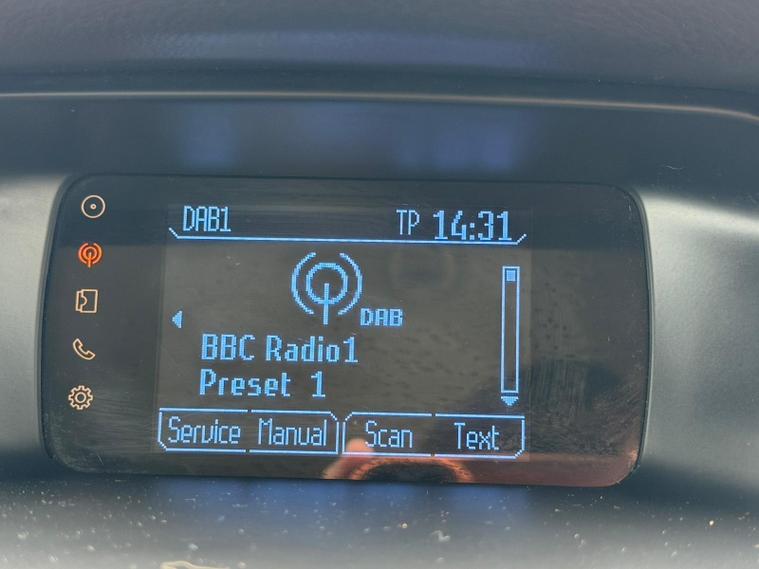 DAB1 TP 14:31
DAB
BBC Radio1
Preset 1
Service Manual Scan Text